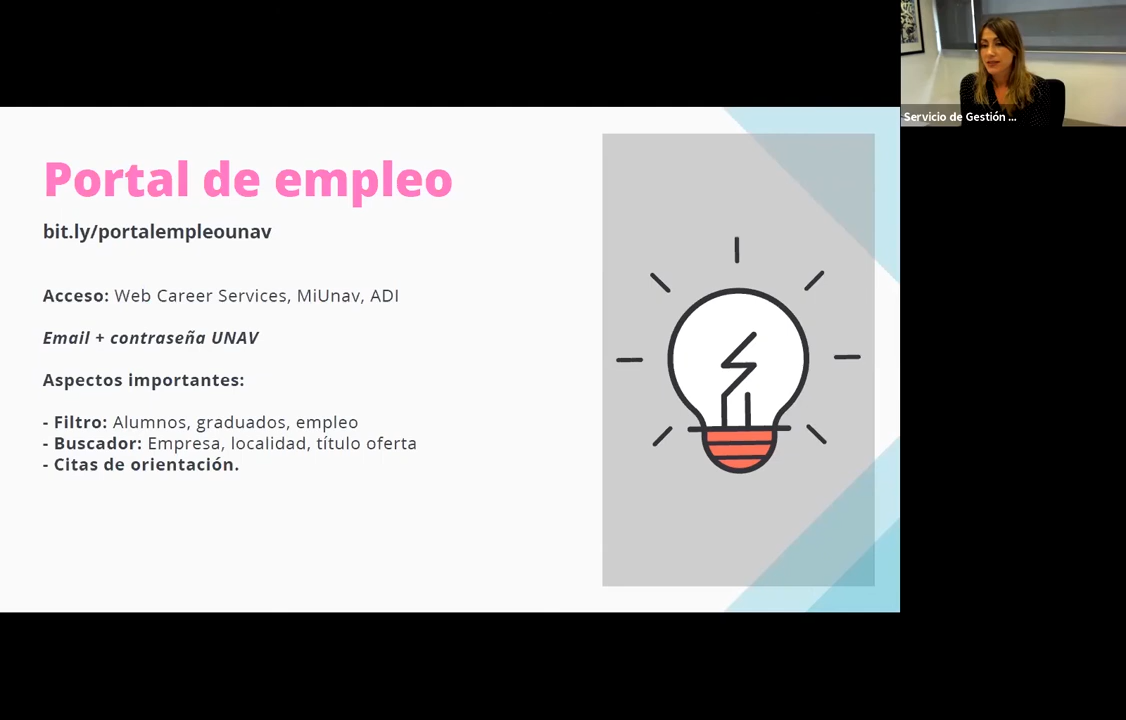 Servicio de Gestión ...
Portal de empleo
bit.ly/portalempleounav
Acceso: Web Career Services, MiUnav, ADI
Email + contraseña UNAV
Aspectos importantes:
- Filtro: Alumnos, graduados, empleo
- Buscador: Empresa, localidad, título oferta
- Citas de orientación.